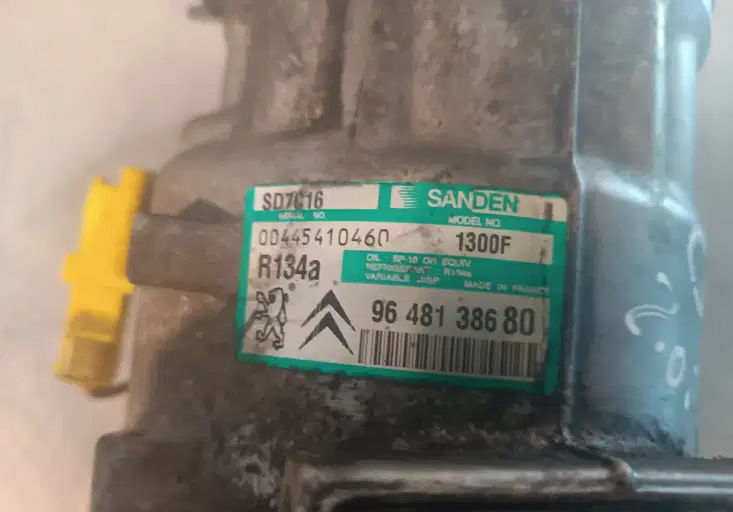 SD7C16
SANDEN
SERIAL NO.
MODEL NO.
00445410460
1300F
R134a
OIL - SP-10 OR EQUIV.
REFRIGERANT - R134a
VARIABLE DISP
MADE IN FRANCE
96 481 386 80